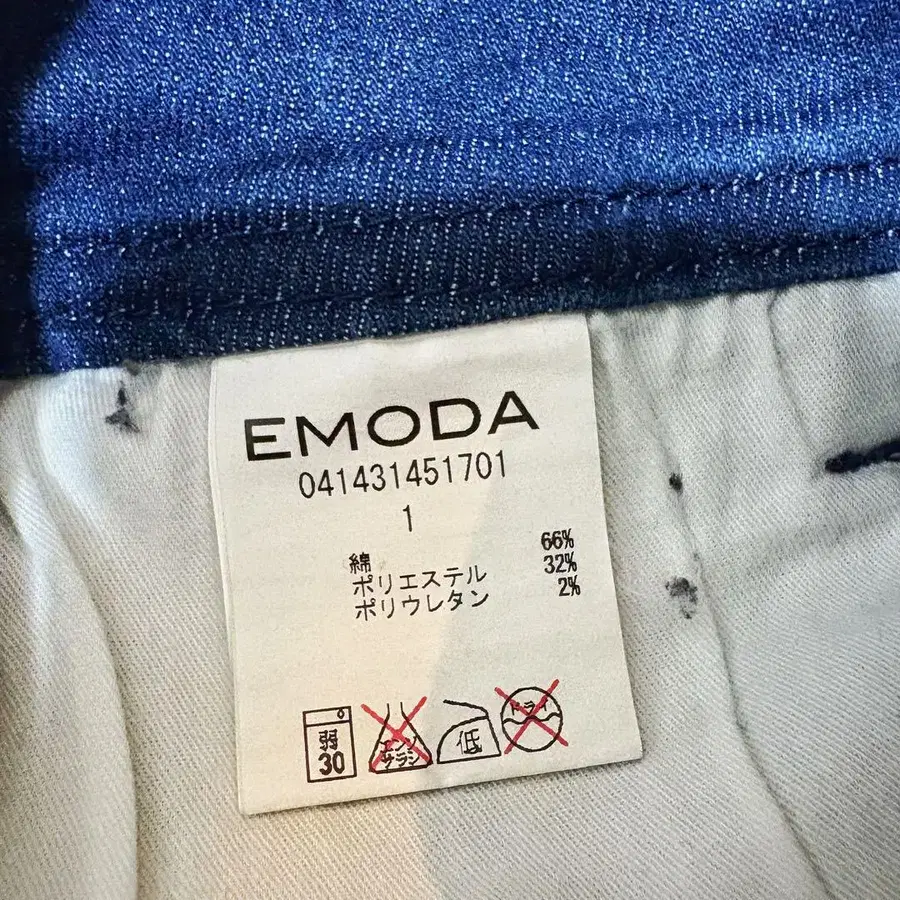 EMODA
041431451701
1
綿 66%
ポリエステル 32%
ポリウレタン 2%
弱 30
エンソ サラシ
低
ドライ